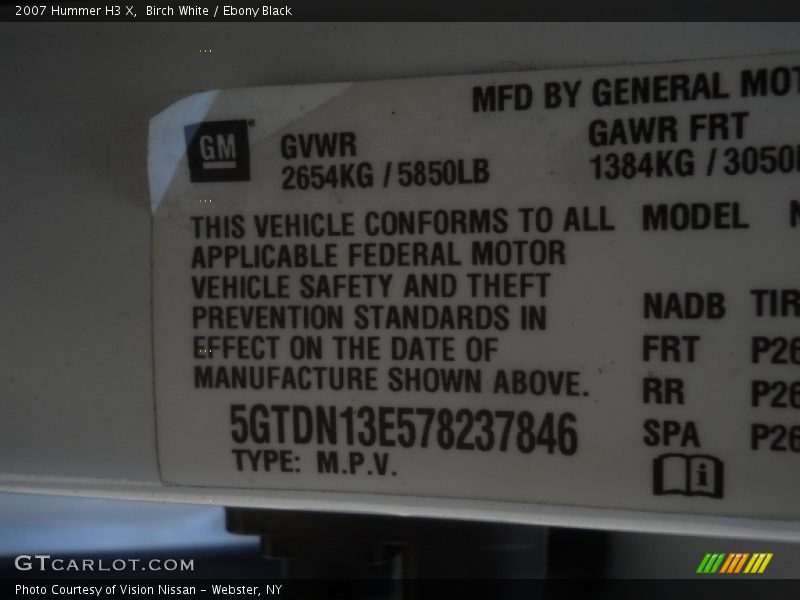 2007 Hummer H3 X, Birch White / Ebony Black
MFD BY GENERAL
GM GVWR GAWR FRT
2654KG / 5850LB 1384KG / 3050
THIS VEHICLE CONFORMS TO ALL MODEL
APPLICABLE FEDERAL MOTOR
VEHICLE SAFETY AND THEFT NADB
PREVENTION STANDARDS IN
EFFECT ON THE DATE OF FRT P26
MANUFACTURE SHOWN ABOVE. RR P26
5GTDN13E578237846 SPA P26
TYPE: M.P.V.
GTCARLOT.COM
Photo Courtesy of Vision Nissan - Webster, NY